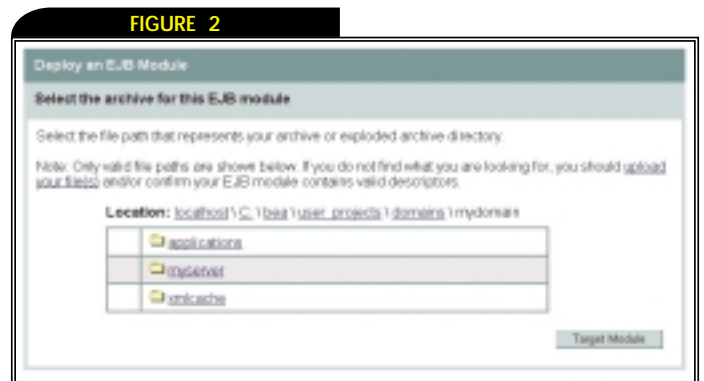 FIGURE 2
Deploy an EJB Module
Select the archive for this EJB module
Select the file path that represents your archive or exploded archive directory.
Note: Only valid file paths are shown below. If you do not find what you are looking for, you should upload
your file(s) and/or confirm your EJB module contains valid descriptors.
Location: localhost \ C: \ bea \ user_projects \ domains \ mydomain
applications
myserver
xmlcache
Target Module